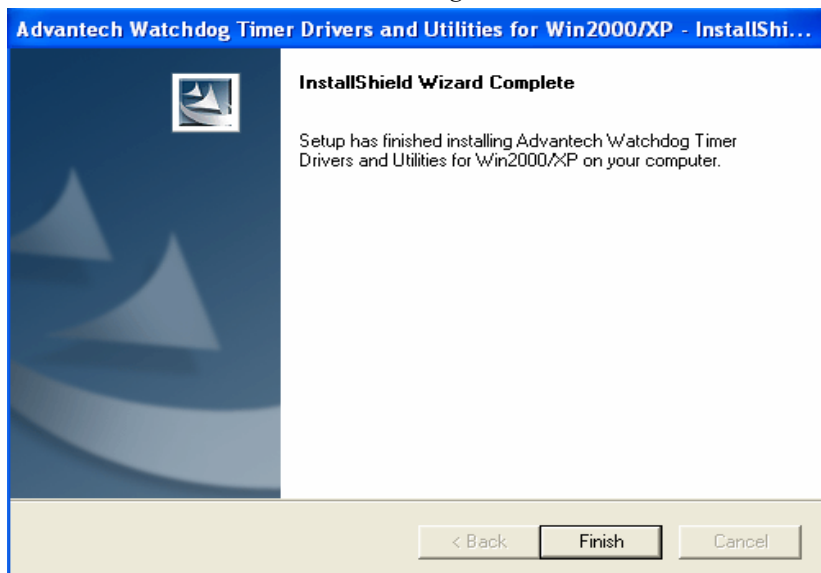 Advantech Watchdog Timer Drivers and Utilities for Win2000/XP - InstallShi...
InstallShield Wizard Complete
Setup has finished installing Advantech Watchdog Timer
Drivers and Utilities for Win2000/XP on your computer.
< Back
Finish
Cancel